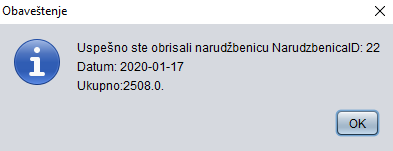 Obaveštenje
Uspešno ste obrisali narudžbenicu NarudzbenicaID: 22
Datum: 2020-01-17
Ukupno:2508.0.
OK